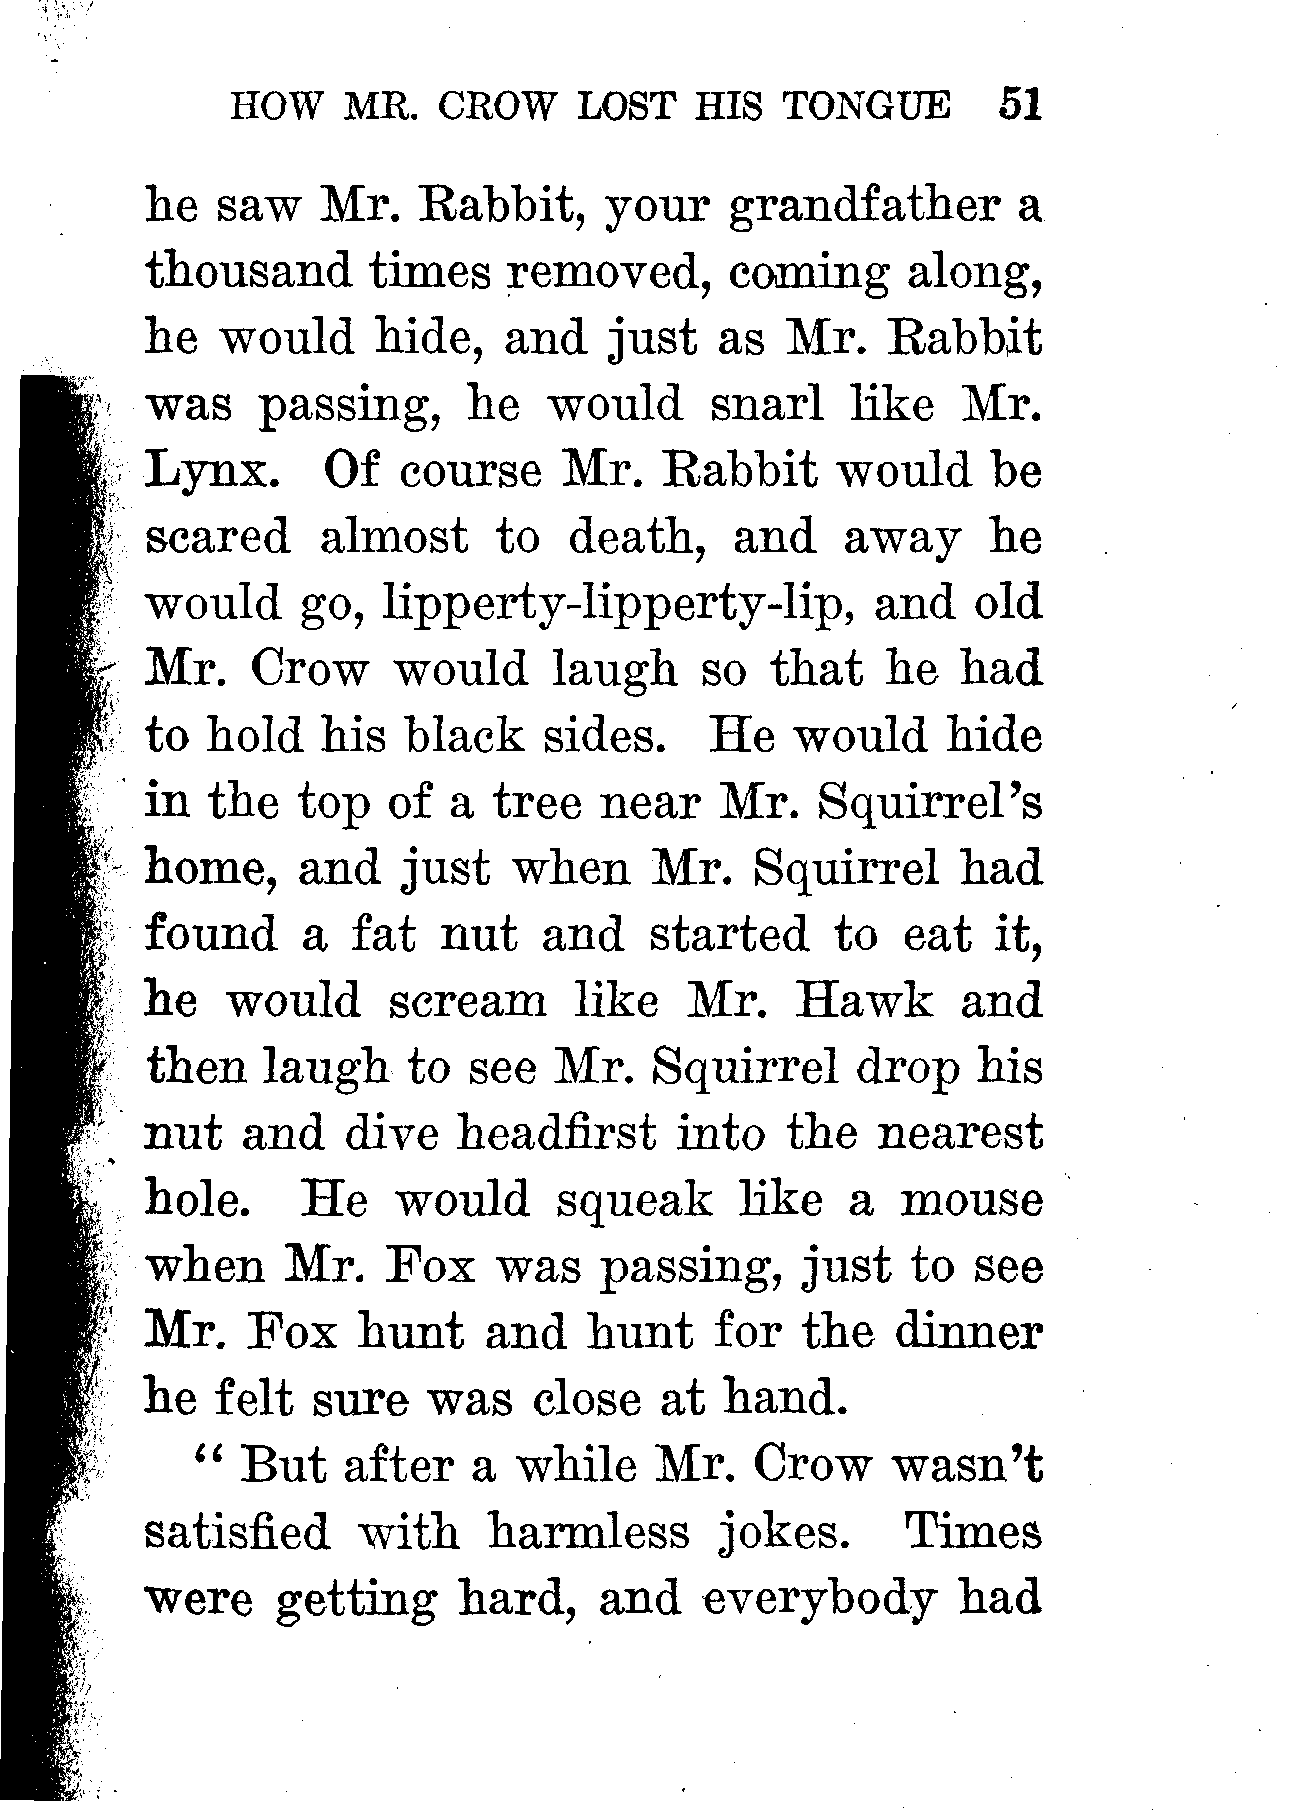 HOW MR. CROW LOST HIS TONGUE 51
he saw Mr. Rabbit, your grandfather a
thousand times removed, coming along,
he would hide, and just as Mr. Rabbit
was passing, he would snarl like Mr.
Lynx. Of course Mr. Rabbit would be
scared almost to death, and away he
would go, lipperty-lipperty-lip, and old
Mr. Crow would laugh so that he had
to hold his black sides. He would hide
in the top of a tree near Mr. Squirrel's
home, and just when Mr. Squirrel had
found a fat nut and started to eat it,
he would scream like Mr. Hawk and
then laugh to see Mr. Squirrel drop his
nut and dive headfirst into the nearest
hole. He would squeak like a mouse
when Mr. Fox was passing, just to see
Mr. Fox hunt and hunt for the dinner
he felt sure was close at hand.
“ But after a while Mr. Crow wasn't
satisfied with harmless jokes. Times
were getting hard, and everybody had